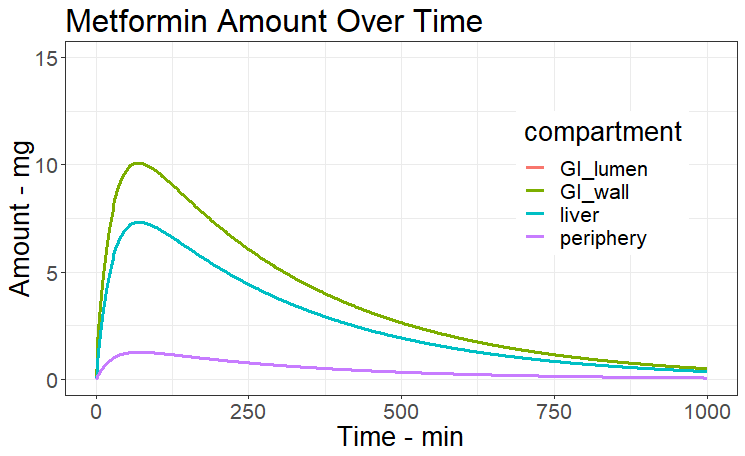 Metformin Amount Over Time
Amount - mg
15
10
5
0
compartment
GI_lumen
GI_wall
liver
periphery
0 250 500 750 1000
Time - min